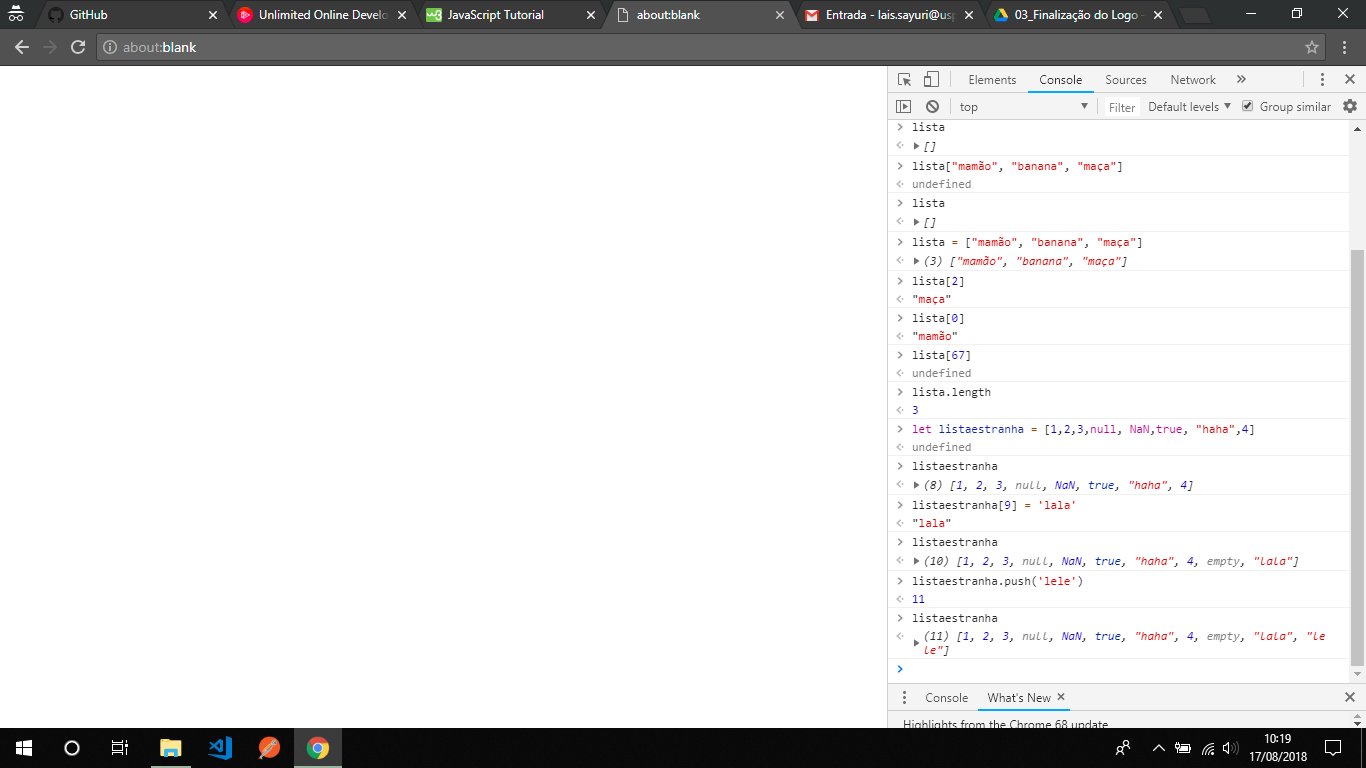 GitHub
Unlimited Online Develo
JavaScript Tutorial
about:blank
Entrada - lais.sayuri@usp
03_Finalização do Logo -
about:blank
Elements
Console
Sources
Network
top
Filter
Default levels
Group similar
lista
[]
lista["mamão", "banana", "maça"]
undefined
lista
[]
lista = ["mamão", "banana", "maça"]
(3) ["mamão", "banana", "maça"]
lista[2]
"maça"
lista[0]
"mamão"
lista[67]
undefined
lista.length
3
let listaestranha = [1,2,3,null, NaN,true, "haha",4]
undefined
listaestranha
(8) [1, 2, 3, null, NaN, true, "haha", 4]
listaestranha[9] = 'lala'
"lala"
listaestranha
(10) [1, 2, 3, null, NaN, true, "haha", 4, empty, "lala"]
listaestranha.push('lele')
11
listaestranha
(11) [1, 2, 3, null, NaN, true, "haha", 4, empty, "lala", "le
le"]
Console
What's New
Highlights from the Chrome 68 update
10:19
17/08/2018